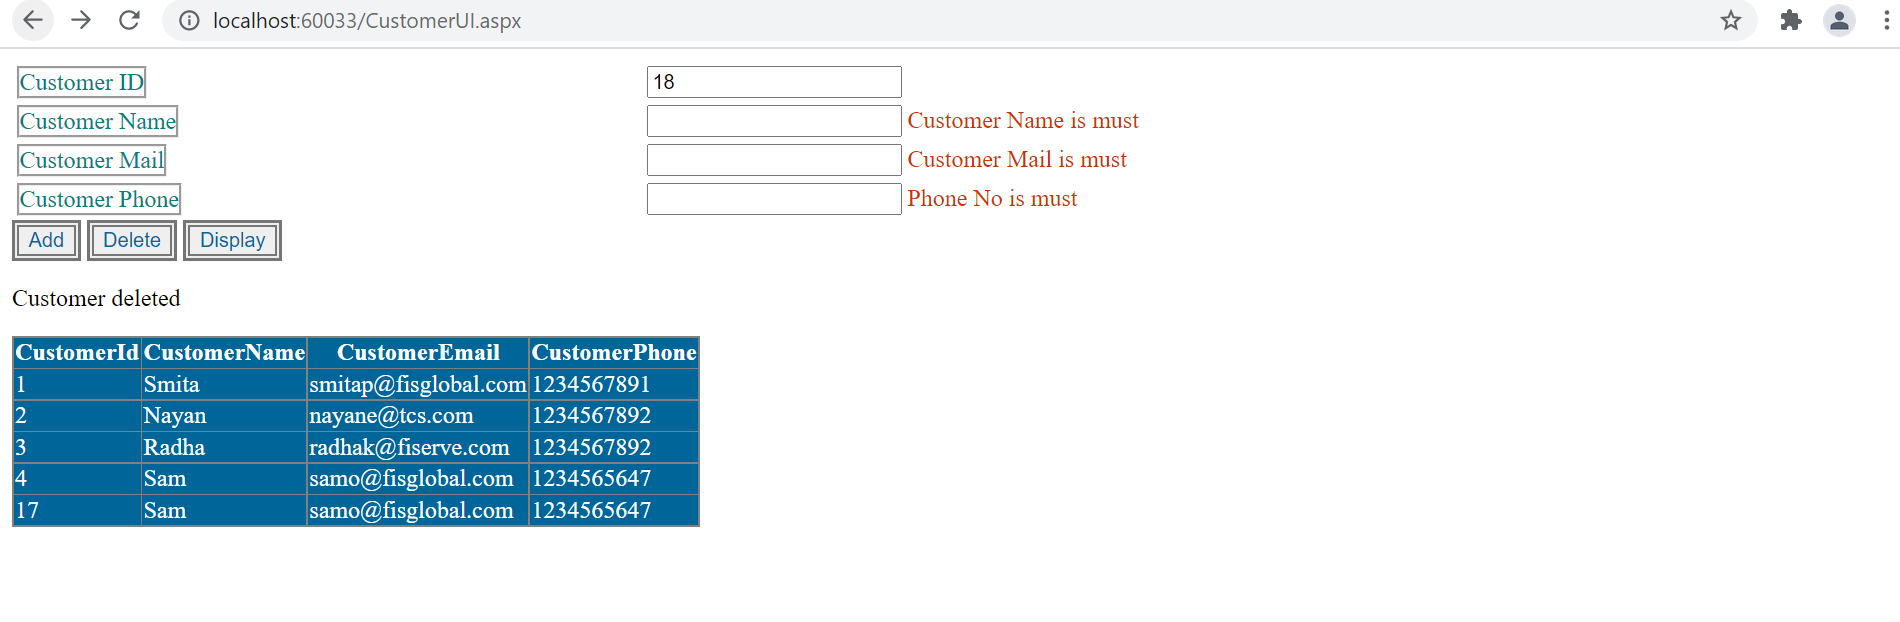 localhost:60033/CustomerUI.aspx
Customer ID 18
Customer Name Customer Name is must
Customer Mail Customer Mail is must
Customer Phone Phone No is must
Add Delete Display
Customer deleted
CustomerId CustomerName CustomerEmail CustomerPhone
1 Smita smitap@fisglobal.com 1234567891
2 Nayan nayane@tcs.com 1234567892
3 Radha radhak@fiserve.com 1234567892
4 Sam samo@fisglobal.com 1234565647
17 Sam samo@fisglobal.com 1234565647